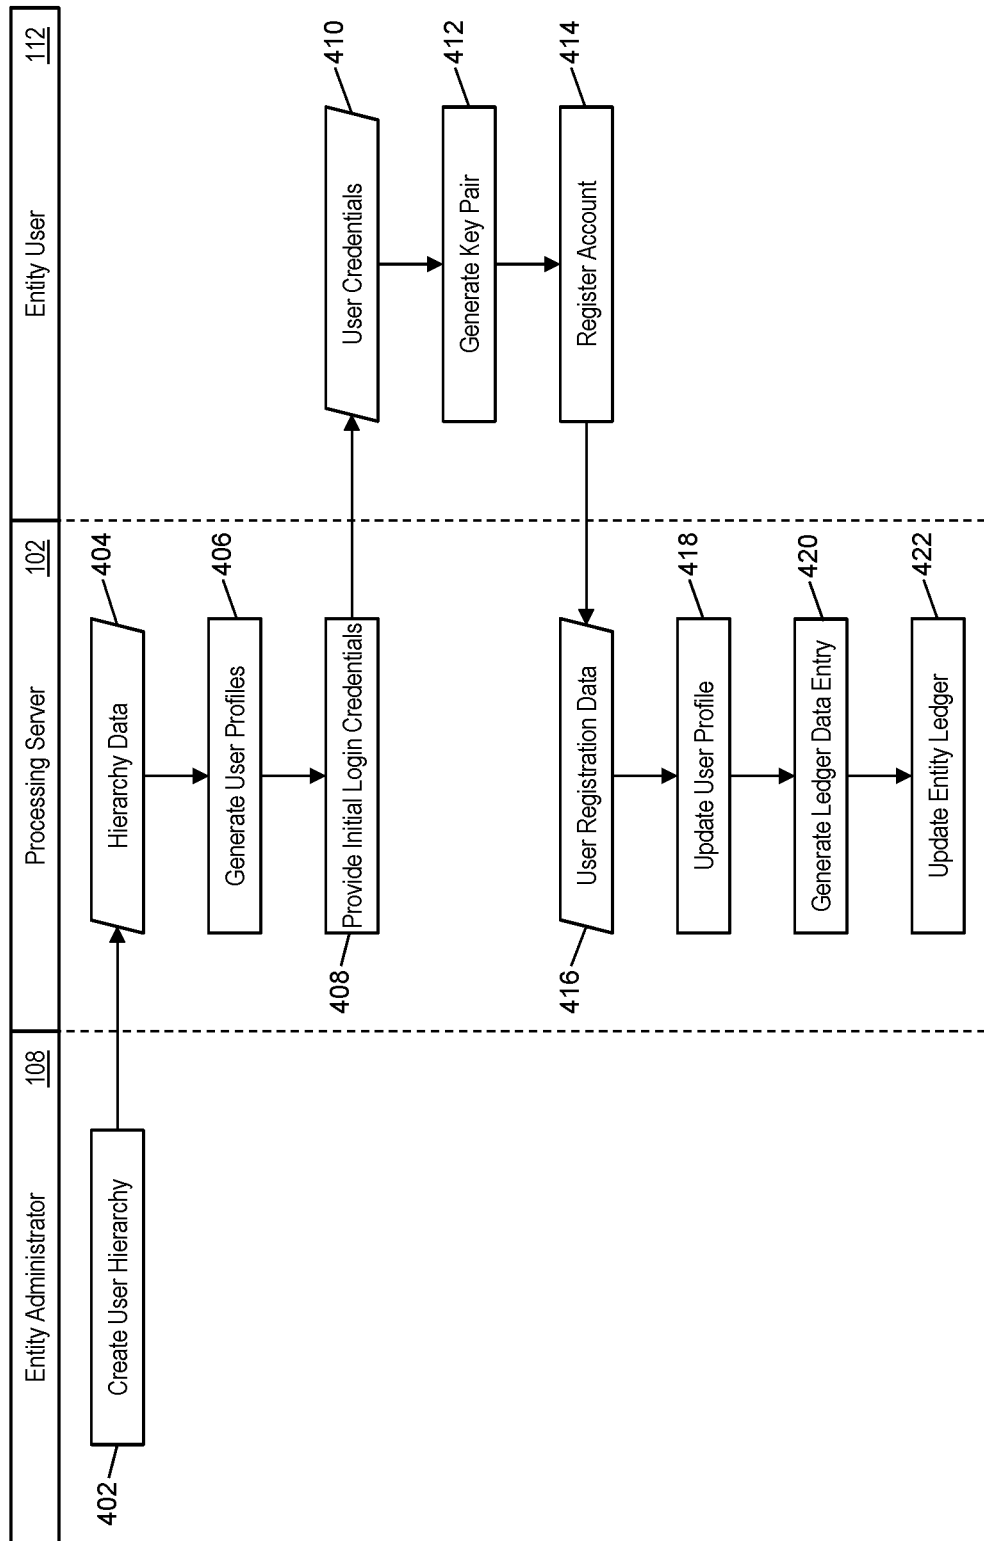 Entity Administrator 108
Processing Server 102
Entity User 112
Create User Hierarchy
402
Hierarchy Data
404
Generate User Profiles
406
Provide Initial Login Credentials
408
User Credentials
410
Generate Key Pair
412
Register Account
414
User Registration Data
416
Update User Profile
418
Generate Ledger Data Entry
420
Update Entity Ledger
422